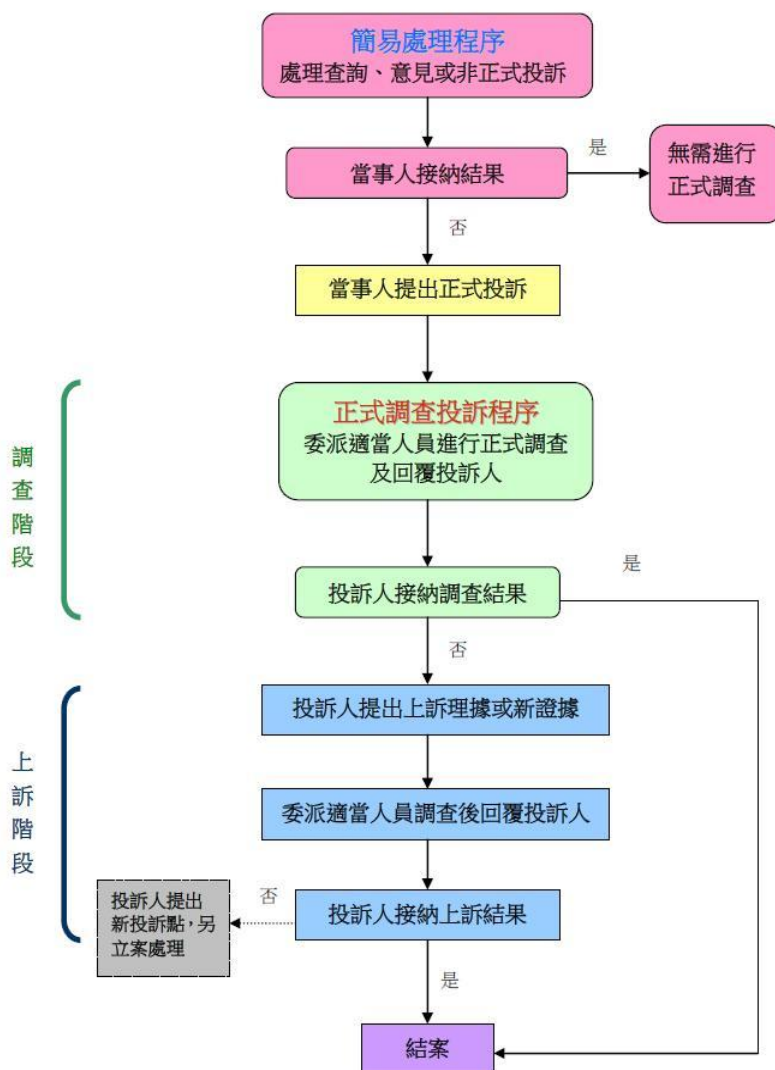 簡易處理程序
處理查詢、意見或非正式投訴
當事人接納結果
是
無需進行
正式調查
否
當事人提出正式投訴
調查階段
正式調查投訴程序
委派適當人員進行正式調查
及回覆投訴人
投訴人接納調查結果
是
否
上訴階段
投訴人提出上訴理據或新證據
委派適當人員調查後回覆投訴人
投訴人接納上訴結果
否
投訴人提出
新投訴點，另
立案處理
是
結案